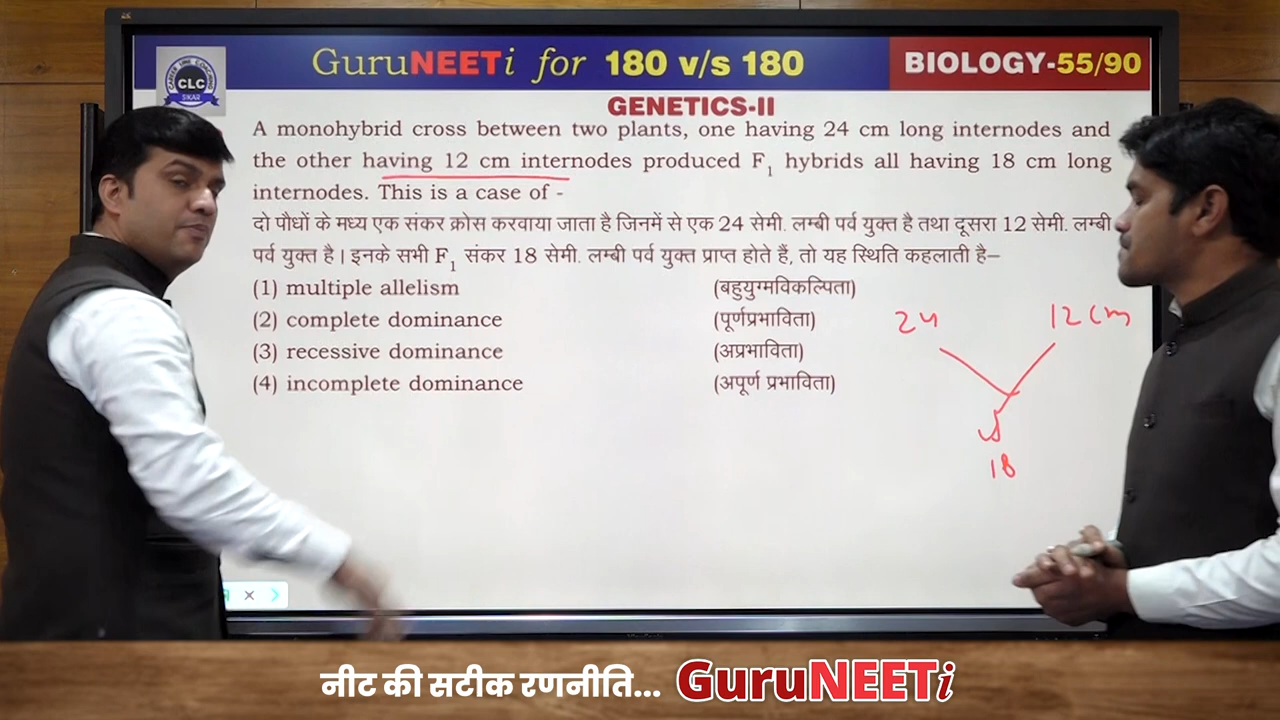 GuruNEETi for 180 v/s 180
BIOLOGY-55/90
CLC
SIKAR
GENETICS-II
A monohybrid cross between two plants, one having 24 cm long internodes and
the other having 12 cm internodes produced F1 hybrids all having 18 cm long
internodes. This is a case of -
दो पौधों के मध्य एक संकर क्रोस करवाया जाता है जिनमें से एक 24 सेमी. लम्बी पर्व युक्त है तथा दूसरा 12 सेमी. लम्बी
पर्व युक्त है। इनके सभी F1 संकर 18 सेमी. लम्बी पर्व युक्त प्राप्त होते हैं, तो यह स्थिति कहलाती है–
(1) multiple allelism (बहुयुग्मविकल्पिता)
(2) complete dominance (पूर्णप्रभाविता)
(3) recessive dominance (अप्रभाविता)
(4) incomplete dominance (अपूर्ण प्रभाविता)
24 12 cm
18
नीट की सटीक रणनीति... GuruNEETi